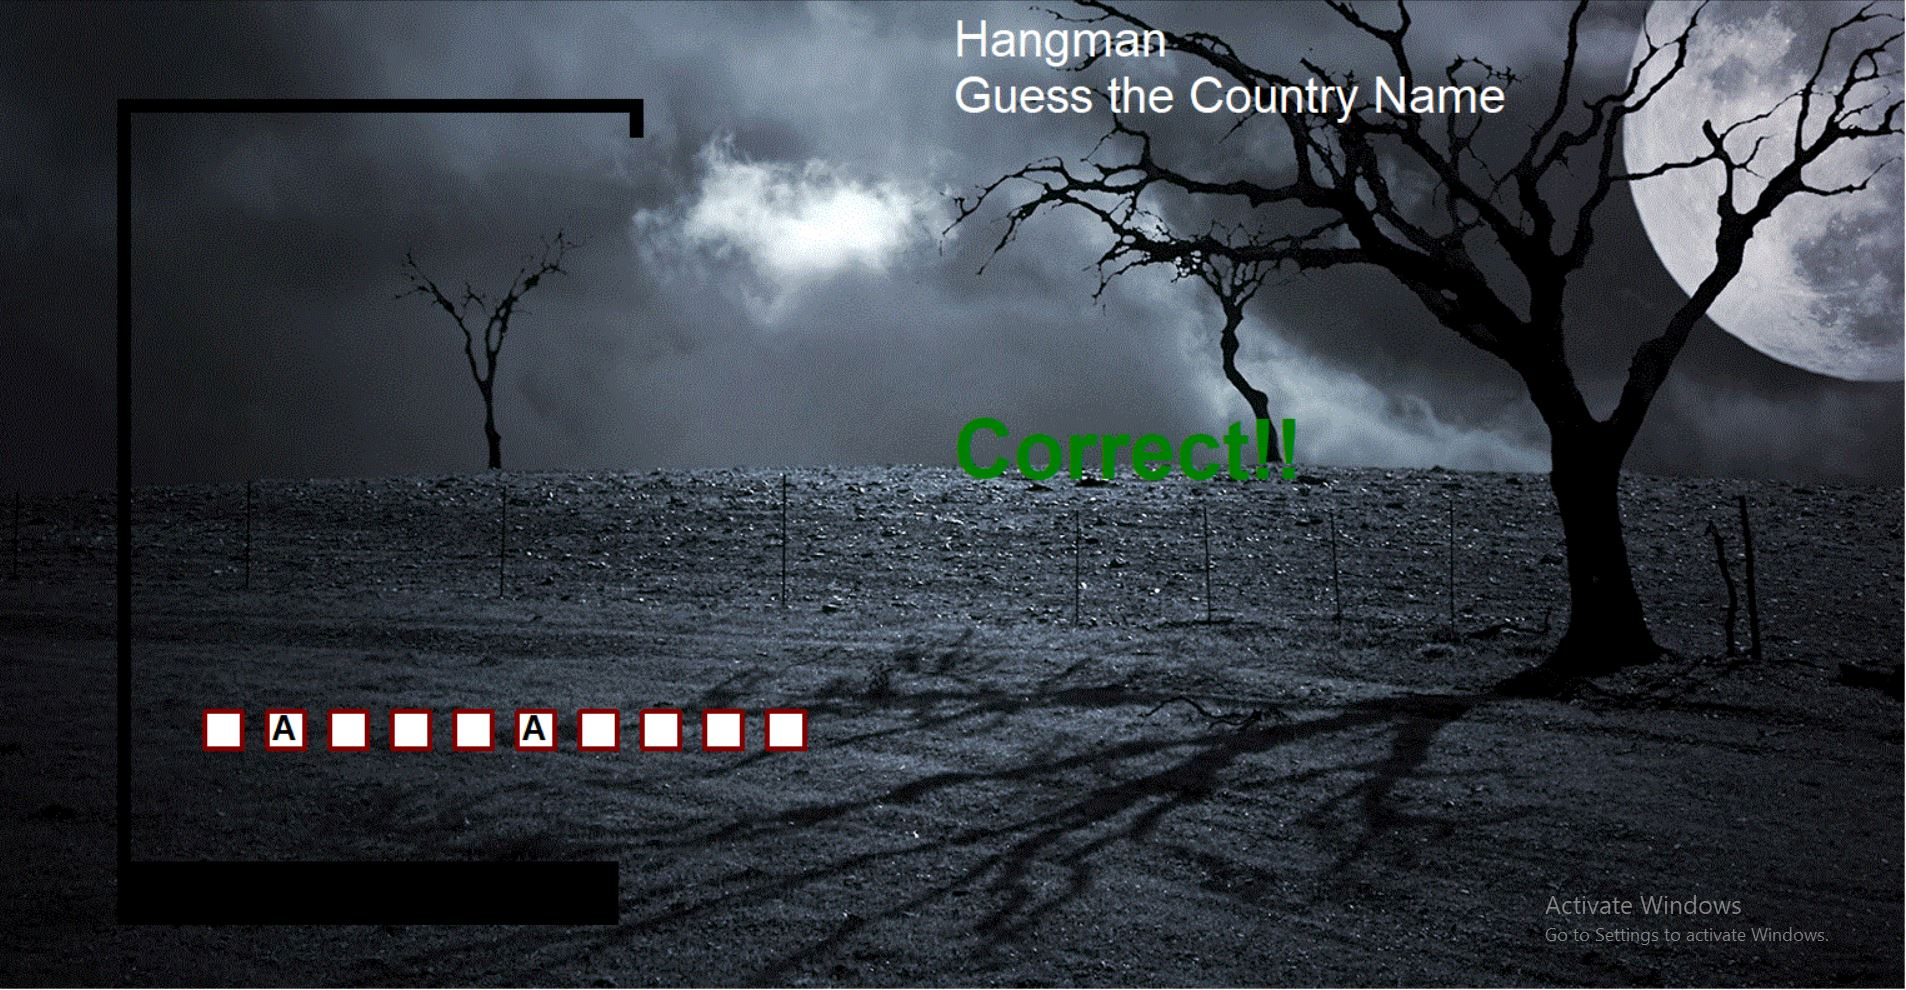 Hangman
Guess the Country Name
Correct!!
A A
Activate Windows
Go to Settings to activate Windows.